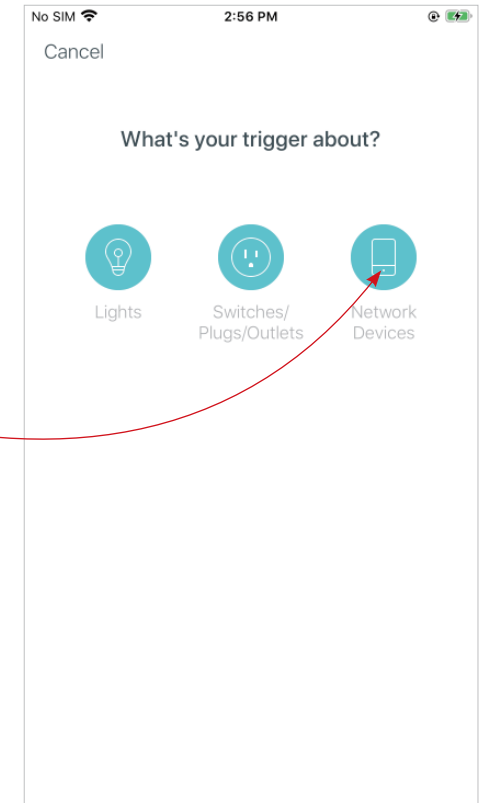 No SIM 2:56 PM
Cancel
What's your trigger about?
Lights
Switches/
Plugs/Outlets
Network
Devices